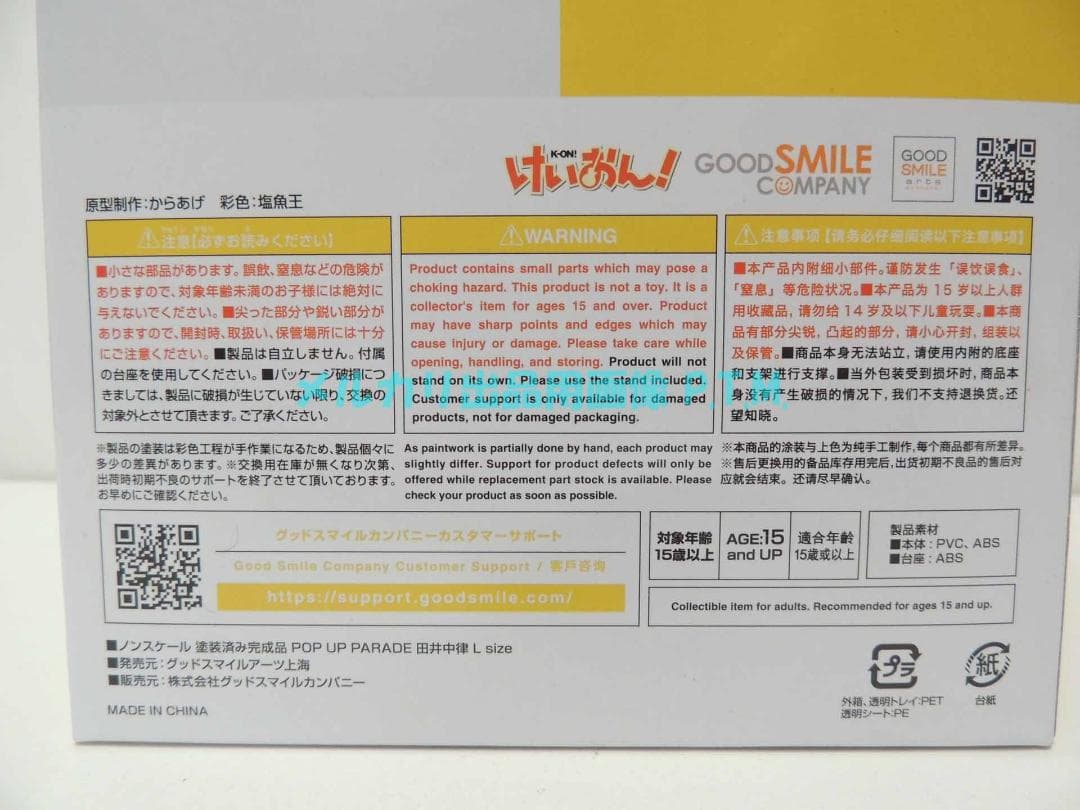 K-ON!
けいおん!
GOOD SMILE
COMPANY
GOOD
SMILE
arts
原型制作:からあげ 彩色:塩魚王
注意[必ずお読みください]
■小さな部品があります。誤飲、窒息などの危険が
ありますので、対象年齢未満のお子様には絶対に
与えないでください。■尖った部分や鋭い部分が
ありますので、開封時、取扱い、保管場所には十分
にご注意ください。■製品は自立しません。付属
の台座を使用してください。■パッケージ破損につ
きましては、製品に破損が生じていない限り、交換の
対象外とさせて頂きます。ご了承ください。
WARNING
Product contains small parts which may pose a
choking hazard. This product is not a toy. It is a
collector's item for ages 15 and over. Product
may have sharp points and edges which may
cause injury or damage. Please take care while
opening, handling, and storing. Product will not
stand on its own. Please use the stand included.
Customer support is only available for damaged
products, not for damaged packaging.
注意事项【请务必仔细阅读以下注意事项】
■本产品内附细小部件。谨防发生「误饮误食」、
「窒息」等危险状况。■本产品为 15 岁以上人群
用收藏品，请勿给 14 岁及以下儿童玩耍。■本商
品有部分尖锐，凸起的部分，请小心开封，组装以
及保管。■商品本身无法站立，请使用内附的底座
和支架进行支撑。■当外包装受到损坏时，商品本
身没有产生破损的情况下，我们不支持退换货。还
望知晓。
※製品の塗装は彩色工程が手作業になるため、製品個々に
多少の差異があります。※交換用在庫が無くなり次第、
出荷時初期不良のサポートを終了させて頂いております。
お早めにご確認ください。
As paintwork is partially done by hand, each product may
slightly differ. Support for product defects will only be
offered while replacement part stock is available. Please
check your product as soon as possible.
※本商品的涂装与上色为纯手工制作，每个商品都有所差异。
※售后更换用的备品库存用完后，出货初期不良品的售后对
应就会结束。还请尽早确认。
グッドスマイルカンパニーカスタマーサポート
Good Smile Company Customer Support / 客戶咨询
https://support.goodsmile.com/
対象年齢
15歳以上
AGE:15
and UP
適合年齢
15歳或以上
製品素材
■本体:PVC、ABS
■台座:ABS
Collectible item for adults. Recommended for ages 15 and up.
■ノンスケール 塗装済み完成品 POP UP PARADE 田井中律 L size
■発売元:グッドスマイルアーツ上海
■販売元:株式会社グッドスマイルカンパニー
MADE IN CHINA
プラ
外箱、透明トレイ:PET
透明シート:PE
紙
台紙